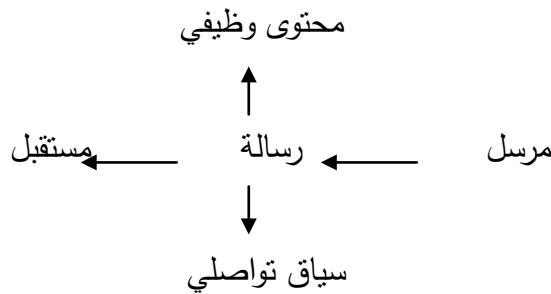 محتوى وظيفي
مرسل رسالة مستقبل
سياق تواصلي